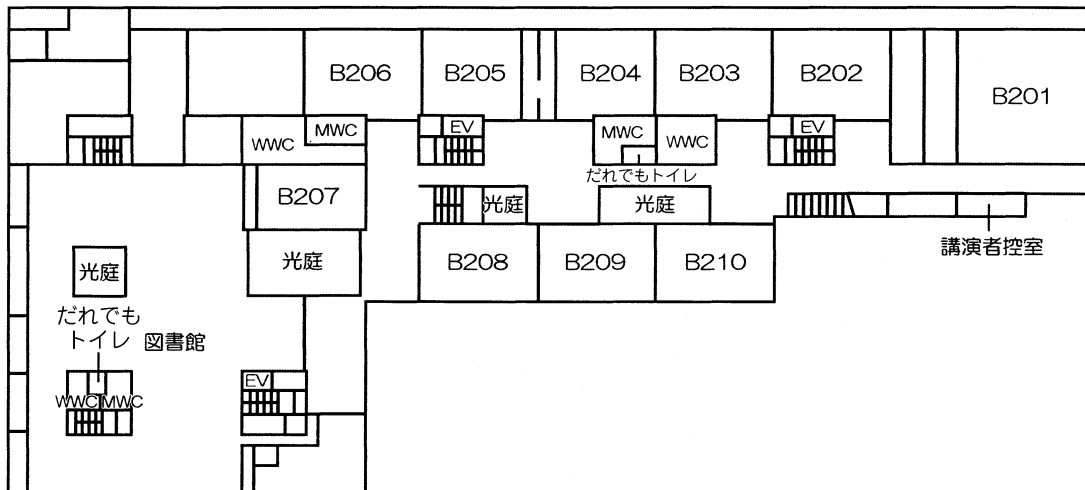 B206
B205
B204
B203
B202
B201
MWC
WWC
EV
MWC
WWC
EV
だれでもトイレ
B207
光庭
光庭
光庭
B208
B209
B210
講演者控室
光庭
だれでも
トイレ
図書館
WWC
MWC
EV